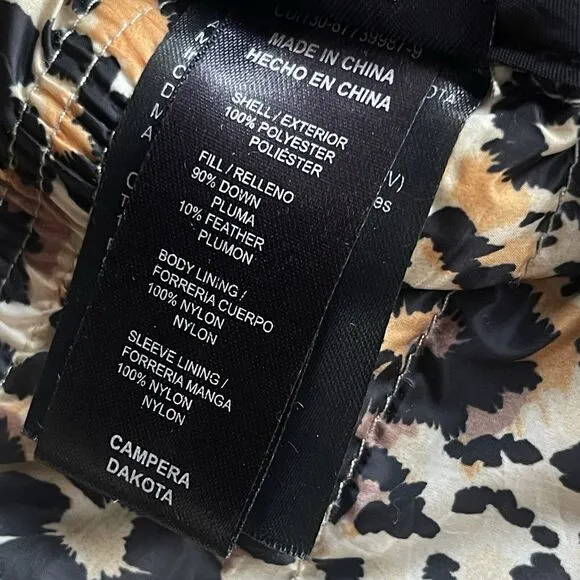 MADE IN CHINA
HECHO EN CHINA
SHELL / EXTERIOR
100% POLYESTER
POLIÉSTER
FILL / RELLENO
90% DOWN
PLUMA
10% FEATHER
PLUMON
BODY LINING /
FORRERIA CUERPO
100% NYLON
NYLON
SLEEVE LINING /
FORRERIA MANGA
100% NYLON
NYLON
CAMPERA
DAKOTA